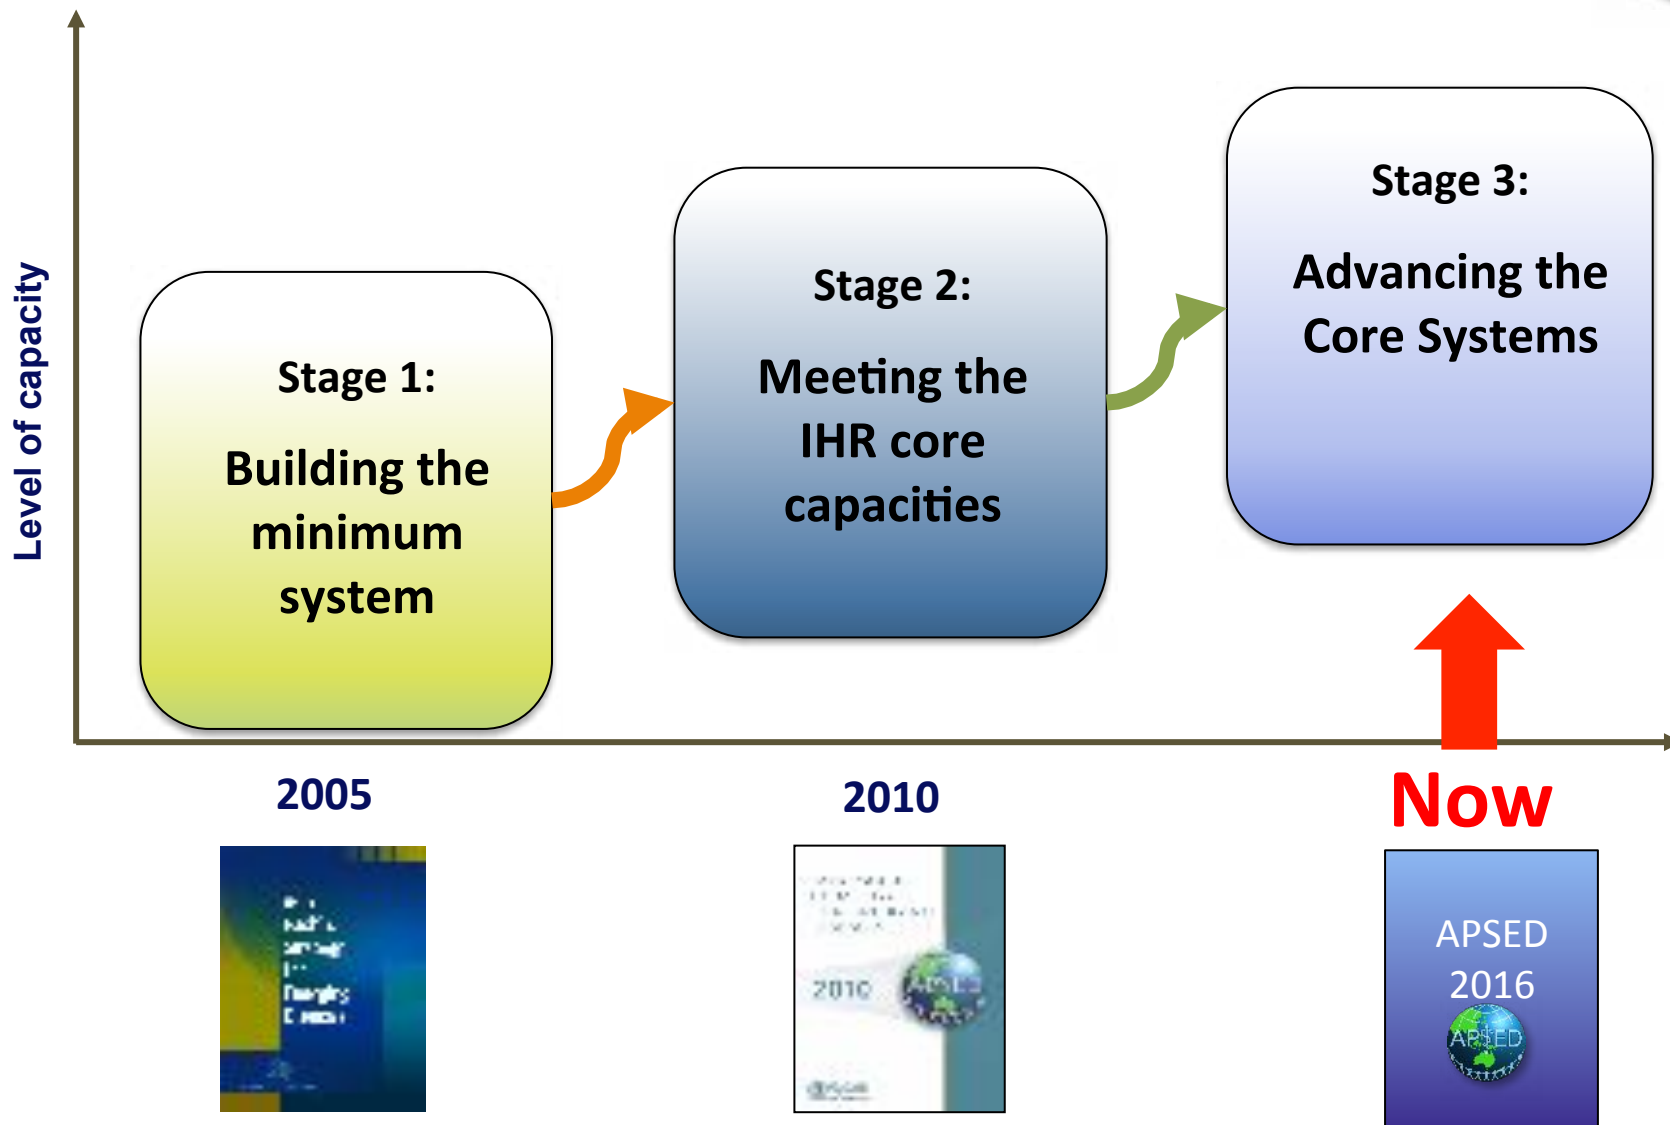 Level of capacity
Stage 1:
Building the
minimum
system
Stage 2:
Meeting the
IHR core
capacities
Stage 3:
Advancing the
Core Systems
2005
2010
Now
2010
APSED
APSED
2016
APSED